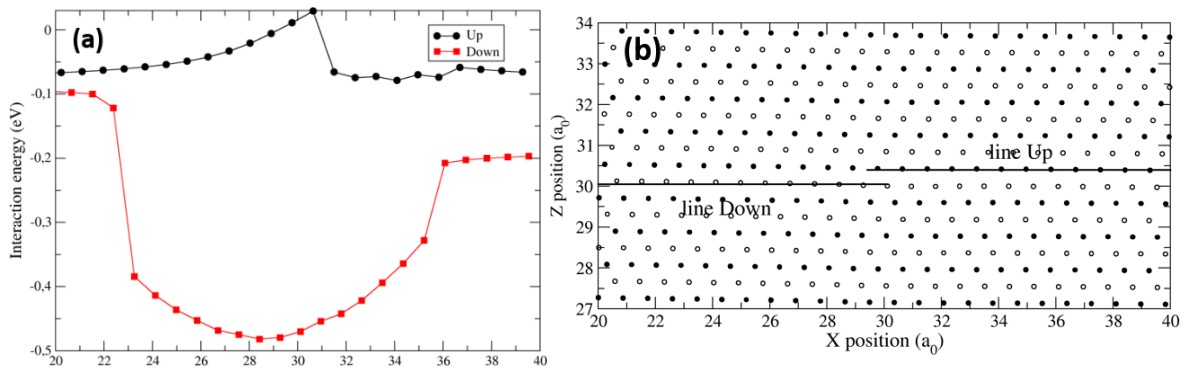 (a)
Up
Down
Interaction energy (eV)
0
-0,1
-0,2
-0,3
-0,4
-0,5
20 22 24 26 28 30 32 34 36 38 40
(b)
line Up
line Down
Z position (a0)
34
33
32
31
30
29
28
27
20 22 24 26 28 30 32 34 36 38 40
X position (a0)